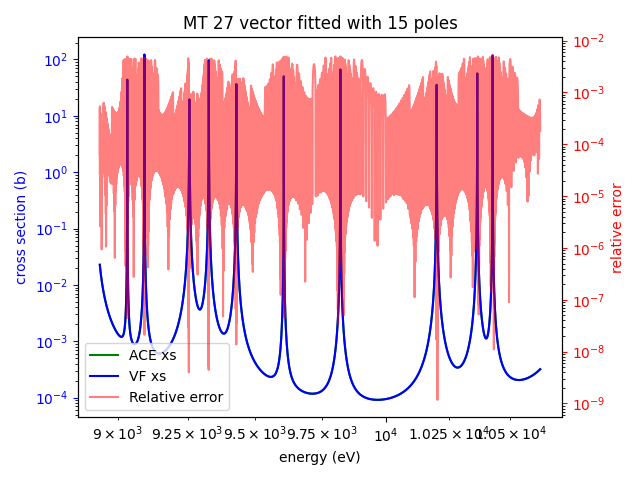 MT 27 vector fitted with 15 poles
cross section (b)
10²
10¹
10⁰
10⁻¹
10⁻²
10⁻³
10⁻⁴
ACE xs
VF xs
Relative error
10⁻²
10⁻³
10⁻⁴
10⁻⁵
10⁻⁶
10⁻⁷
10⁻⁸
10⁻⁹
relative error
9 × 10³ 9.25 × 10³ 9.5 × 10³ 9.75 × 10³ 10⁴ 1.025 × 10⁴ 1.05 × 10⁴
energy (eV)